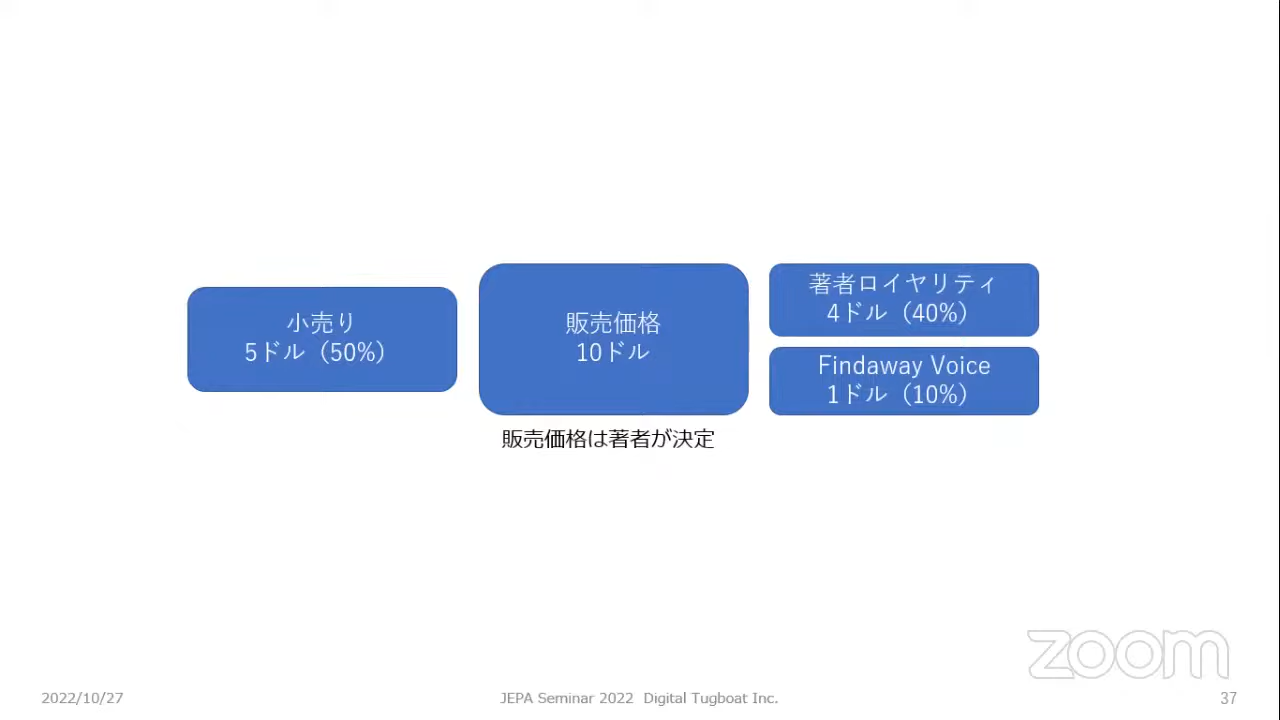 小売り
5ドル（50%）
販売価格
10ドル
著者ロイヤリティ
4ドル（40%）
Findaway Voice
1ドル（10%）
販売価格は著者が決定
zoom
2022/10/27
JEPA Seminar 2022 Digital Tugboat Inc.
37